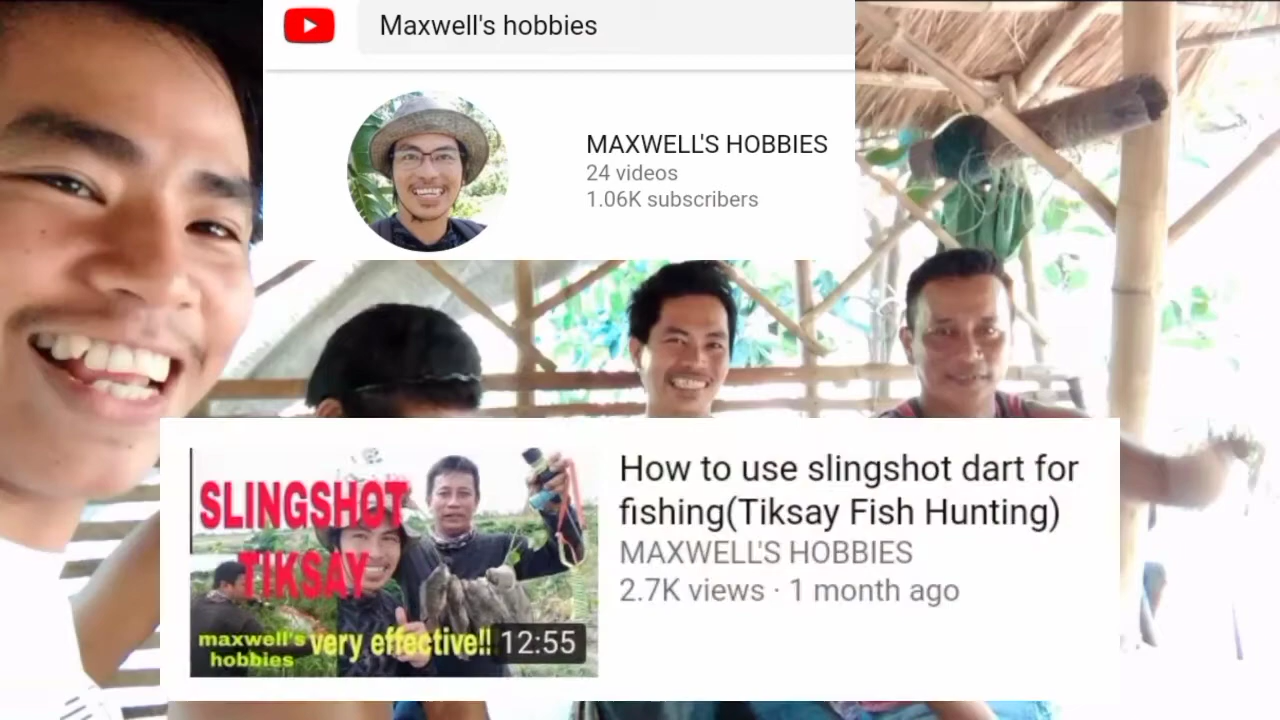 Maxwell's hobbies
MAXWELL'S HOBBIES
24 videos
1.06K subscribers
SLINGSHOT
TIKSAY
maxwell's
hobbies
very effective!!
12:55
How to use slingshot dart for
fishing(Tiksay Fish Hunting)
MAXWELL'S HOBBIES
2.7K views · 1 month ago